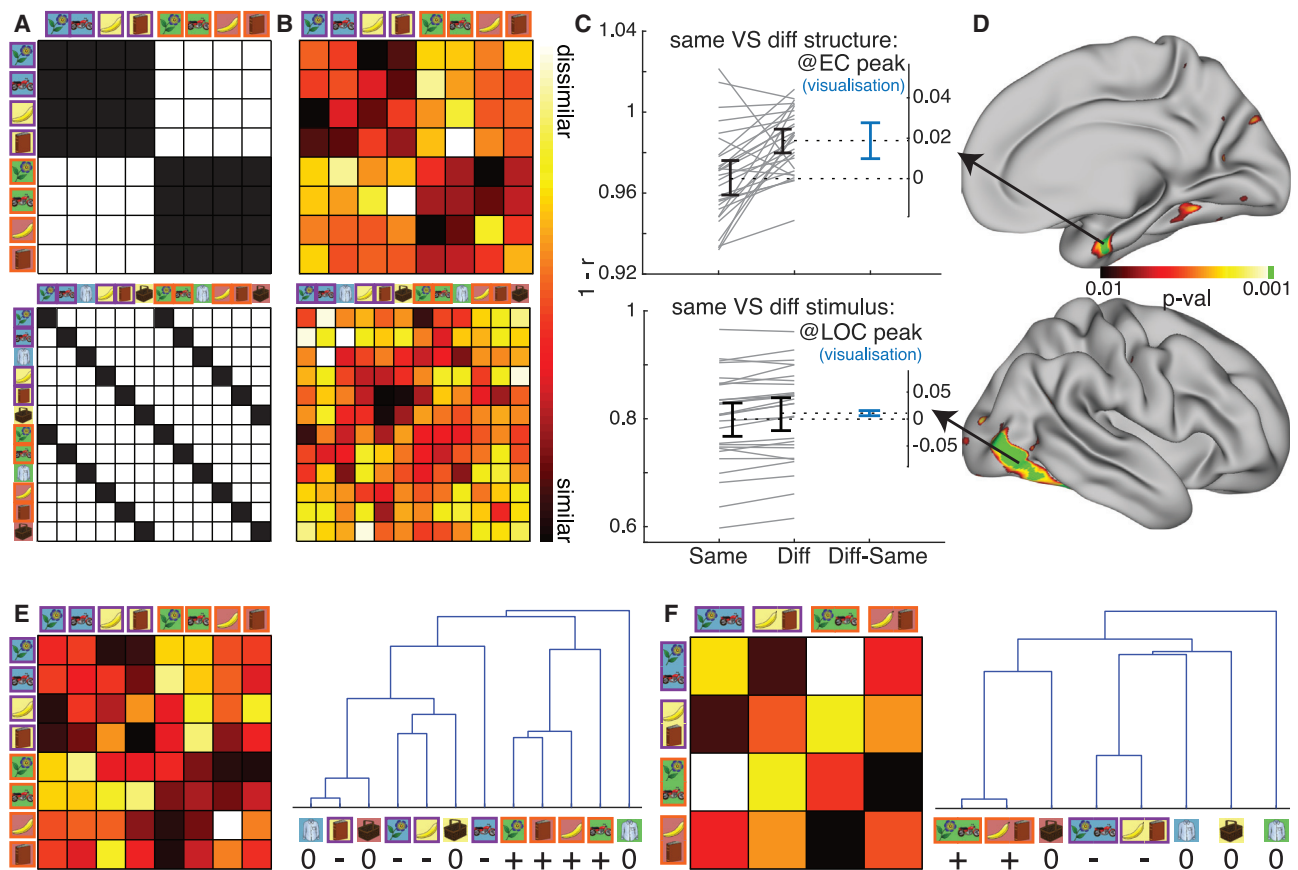 A
B
dissimilar
similar
C
1.04
1
0.96
0.92
1 - r
same VS diff structure:
@EC peak
(visualisation)
0.04
0.02
0
same VS diff stimulus:
@LOC peak
(visualisation)
1
0.8
0.6
0.05
0
-0.05
Same Diff Diff-Same
D
0.01 0.001
p-val
E
0 - 0 - - 0 - + + + + 0
F
+ + 0 - - 0 0 0